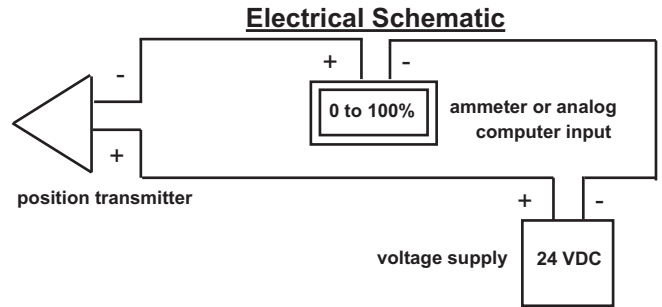 Electrical Schematic
-
+
-
0 to 100%
ammeter or analog
computer input
+
position transmitter
+
-
voltage supply
24 VDC